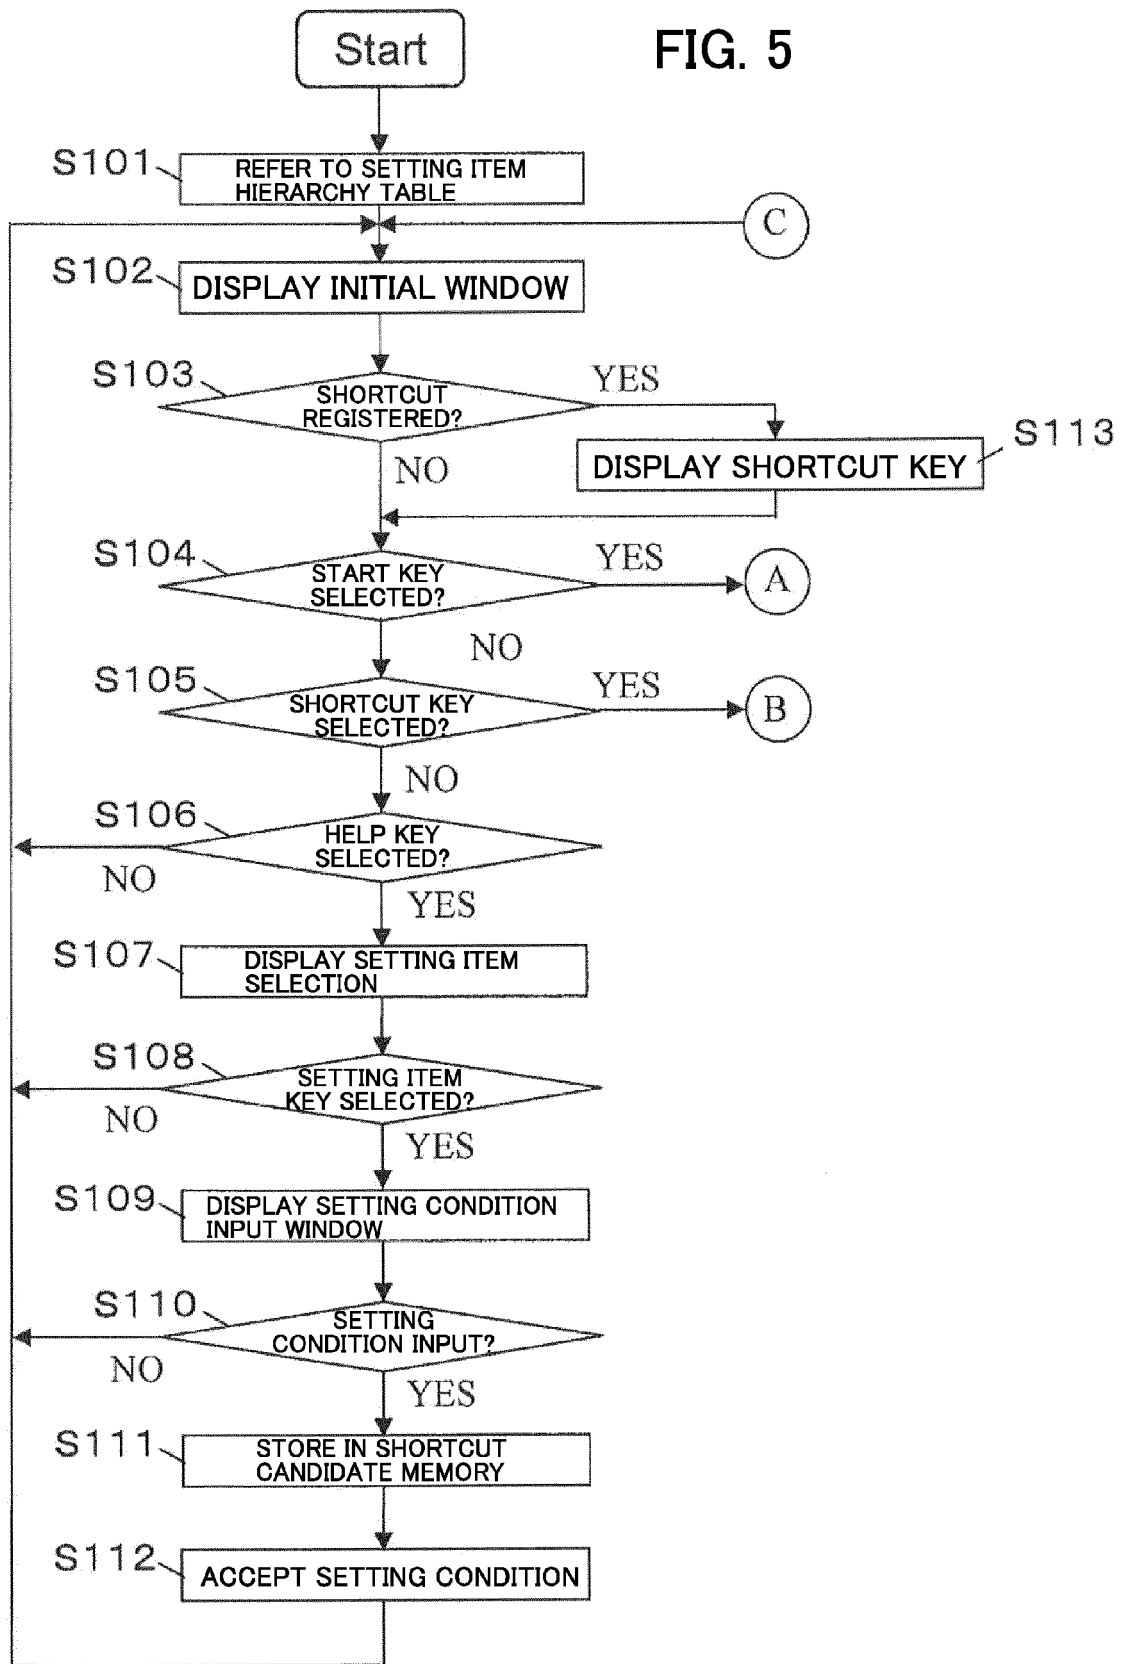 Start
FIG. 5
S101
REFER TO SETTING ITEM
HIERARCHY TABLE
C
S102
DISPLAY INITIAL WINDOW
S103
SHORTCUT
REGISTERED?
YES
NO
S113
DISPLAY SHORTCUT KEY
S104
START KEY
SELECTED?
YES
A
NO
S105
SHORTCUT KEY
SELECTED?
YES
B
NO
S106
HELP KEY
SELECTED?
NO
YES
S107
DISPLAY SETTING ITEM
SELECTION
S108
SETTING ITEM
KEY SELECTED?
NO
YES
S109
DISPLAY SETTING CONDITION
INPUT WINDOW
S110
SETTING
CONDITION INPUT?
NO
YES
S111
STORE IN SHORTCUT
CANDIDATE MEMORY
S112
ACCEPT SETTING CONDITION